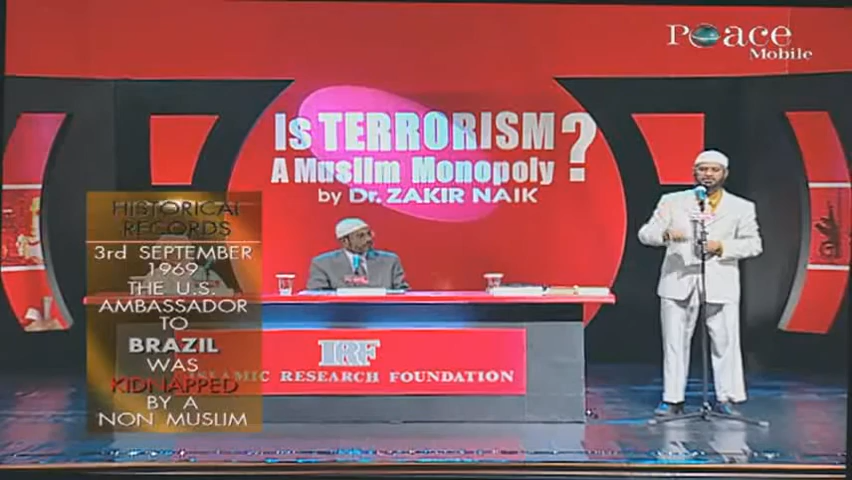 Peace
Mobile
Is TERRORISM
A Muslim Monopoly ?
by Dr. ZAKIR NAIK
HISTORICAL
RECORDS
3rd SEPTEMBER
1969
THE U.S.
AMBASSADOR
TO
BRAZIL
WAS
KIDNAPPED
BY A
NON MUSLIM
IRF
ISLAMIC RESEARCH FOUNDATION